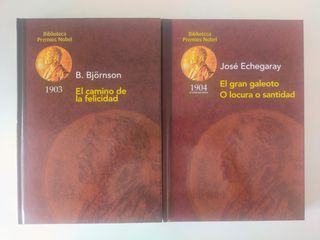 Biblioteca
Premios Nobel
B. Björnson
1903
El camino de
la felicidad
Biblioteca
Premios Nobel
José Echegaray
1904
El gran galeoto
O locura o santidad